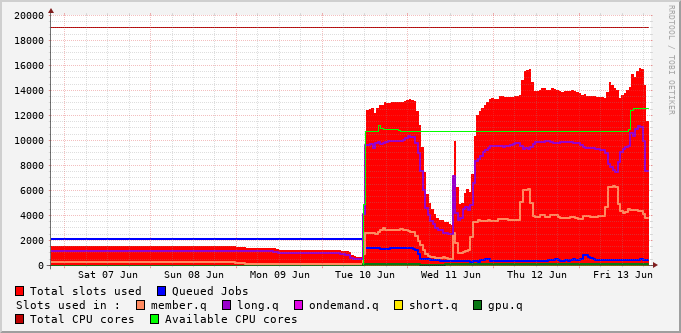 RRDTOOL / TOBI OETIKER
20000
18000
16000
14000
12000
10000
8000
6000
4000
2000
0
Sat 07 Jun Sun 08 Jun Mon 09 Jun Tue 10 Jun Wed 11 Jun Thu 12 Jun Fri 13 Jun
Total slots used Queued Jobs
Slots used in : member.q long.q ondemand.q short.q gpu.q
Total CPU cores Available CPU cores